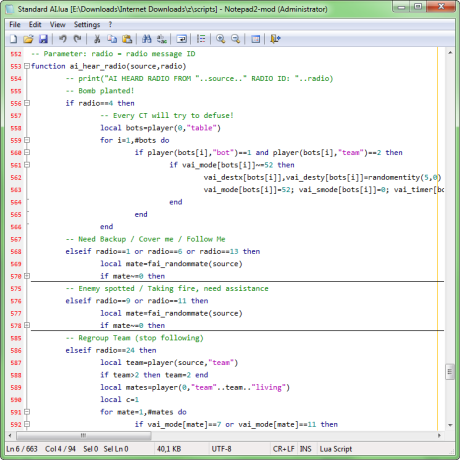 Standard AI.lua [E:\Downloads\Internet Downloads\z\scripts] - Notepad2-mod (Administrator)
File Edit View Settings ?
552 -- Parameter: radio = radio message ID
553 function ai_hear_radio(source,radio)
554 -- print("AI HEARD RADIO FROM "..source.." RADIO ID: "..radio)
555 -- Bomb planted!
556 if radio==4 then
557 -- Every CT will try to defuse!
558 local bots=player(0,"table")
559 for i=1,#bots do
560 if player(bots[i],"bot")==1 and player(bots[i],"team")==2 then
561 if vai_mode[bots[i]]~=52 then
562 vai_destx[bots[i]],vai_desty[bots[i]]=randomentity(5,0)
563 vai_mode[bots[i]]=52; vai_smode[bots[i]]=0; vai_timer[bo
564 end
565 end
566 end
567 -- Need Backup / Cover me / Follow Me
568 elseif radio==1 or radio==6 or radio==13 then
569 local mate=fai_randommate(source)
570 if mate~=0 then
575 -- Enemy spotted / Taking fire, need assistance
576 elseif radio==9 or radio==11 then
577 local mate=fai_randommate(source)
578 if mate~=0 then
585 -- Regroup Team (stop following)
586 elseif radio==24 then
587 local team=player(source,"team")
588 if team>2 then team=2 end
589 local mates=player(0,"team"..team.."living")
590 local c=1
591 for mate=1,#mates do
592 if vai_mode[mate]==7 or vai_mode[mate]==11 then
Ln 6 / 663 Col 4 / 94 Sel 0 Sel Ln 0 40,1 KB UTF-8 CR+LF INS Lua Script